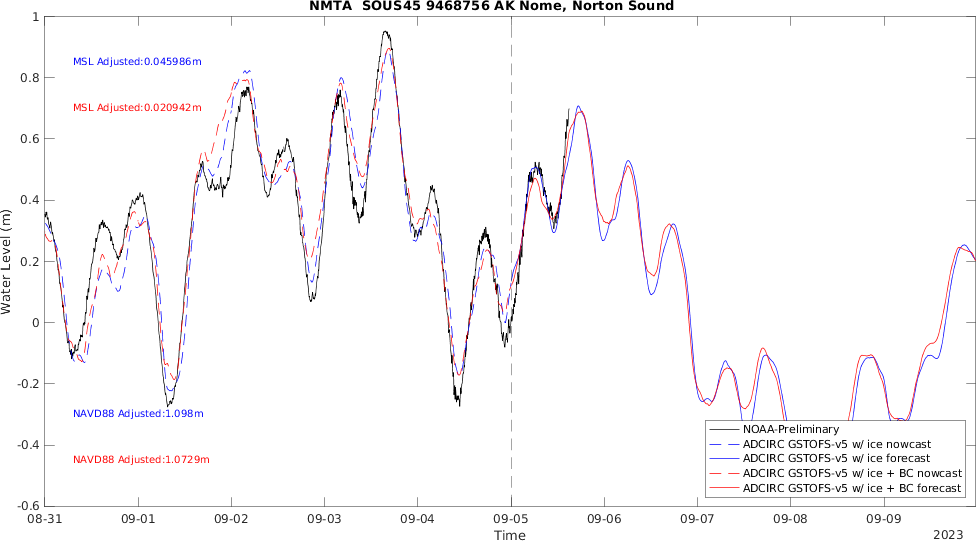 NMTA SOUS45 9468756 AK Nome, Norton Sound
1
0.8
0.6
0.4
0.2
0
-0.2
-0.4
-0.6
Water Level (m)
MSL Adjusted:0.045986m
MSL Adjusted:0.020942m
NAVD88 Adjusted:1.098m
NAVD88 Adjusted:1.0729m
NOAA-Preliminary
ADCIRC GSTOFS-v5 w/ ice nowcast
ADCIRC GSTOFS-v5 w/ ice forecast
ADCIRC GSTOFS-v5 w/ice + BC nowcast
ADCIRC GSTOFS-v5 w/ice + BC forecast
08-31 09-01 09-02 09-03 09-04 09-05 09-06 09-07 09-08 09-09
Time
2023